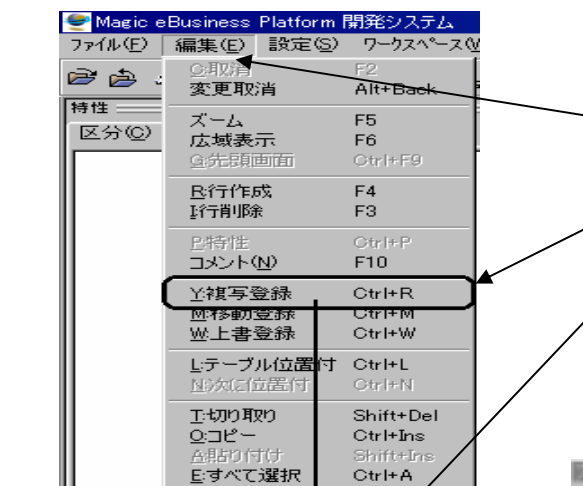 Magic eBusiness Platform 開発システム
ファイル(F) 編集(E) 設定(S) ワークスペース(W
C:取消 F2
変更取消 Alt+Back
特性
区分(C)
ズーム F5
広域表示 F6
G:先頭画面 Ctrl+F9
R:行作成 F4
I:行削除 F3
P:特性 Ctrl+P
コメント(N) F10
Y:複写登録 Ctrl+R
M:移動登録 Ctrl+M
W:上書登録 Ctrl+W
L:テーブル位置付 Ctrl+L
N:次に位置付 Ctrl+N
T:切り取り Shift+Del
O:コピー Ctrl+Ins
A:貼り付け Shift+Ins
E:すべて選択 Ctrl+A